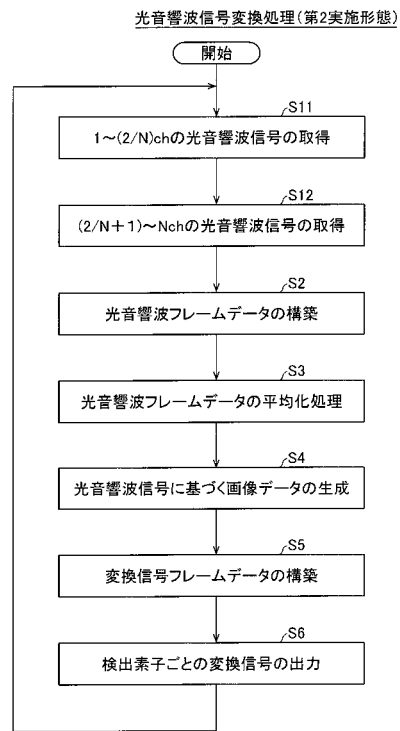 光音響波信号変換処理(第2実施形態)
開始
S11
1~(2/N)chの光音響波信号の取得
S12
(2/N+1)~Nchの光音響波信号の取得
S2
光音響波フレームデータの構築
S3
光音響波フレームデータの平均化処理
S4
光音響波信号に基づく画像データの生成
S5
変換信号フレームデータの構築
S6
検出素子ごとの変換信号の出力